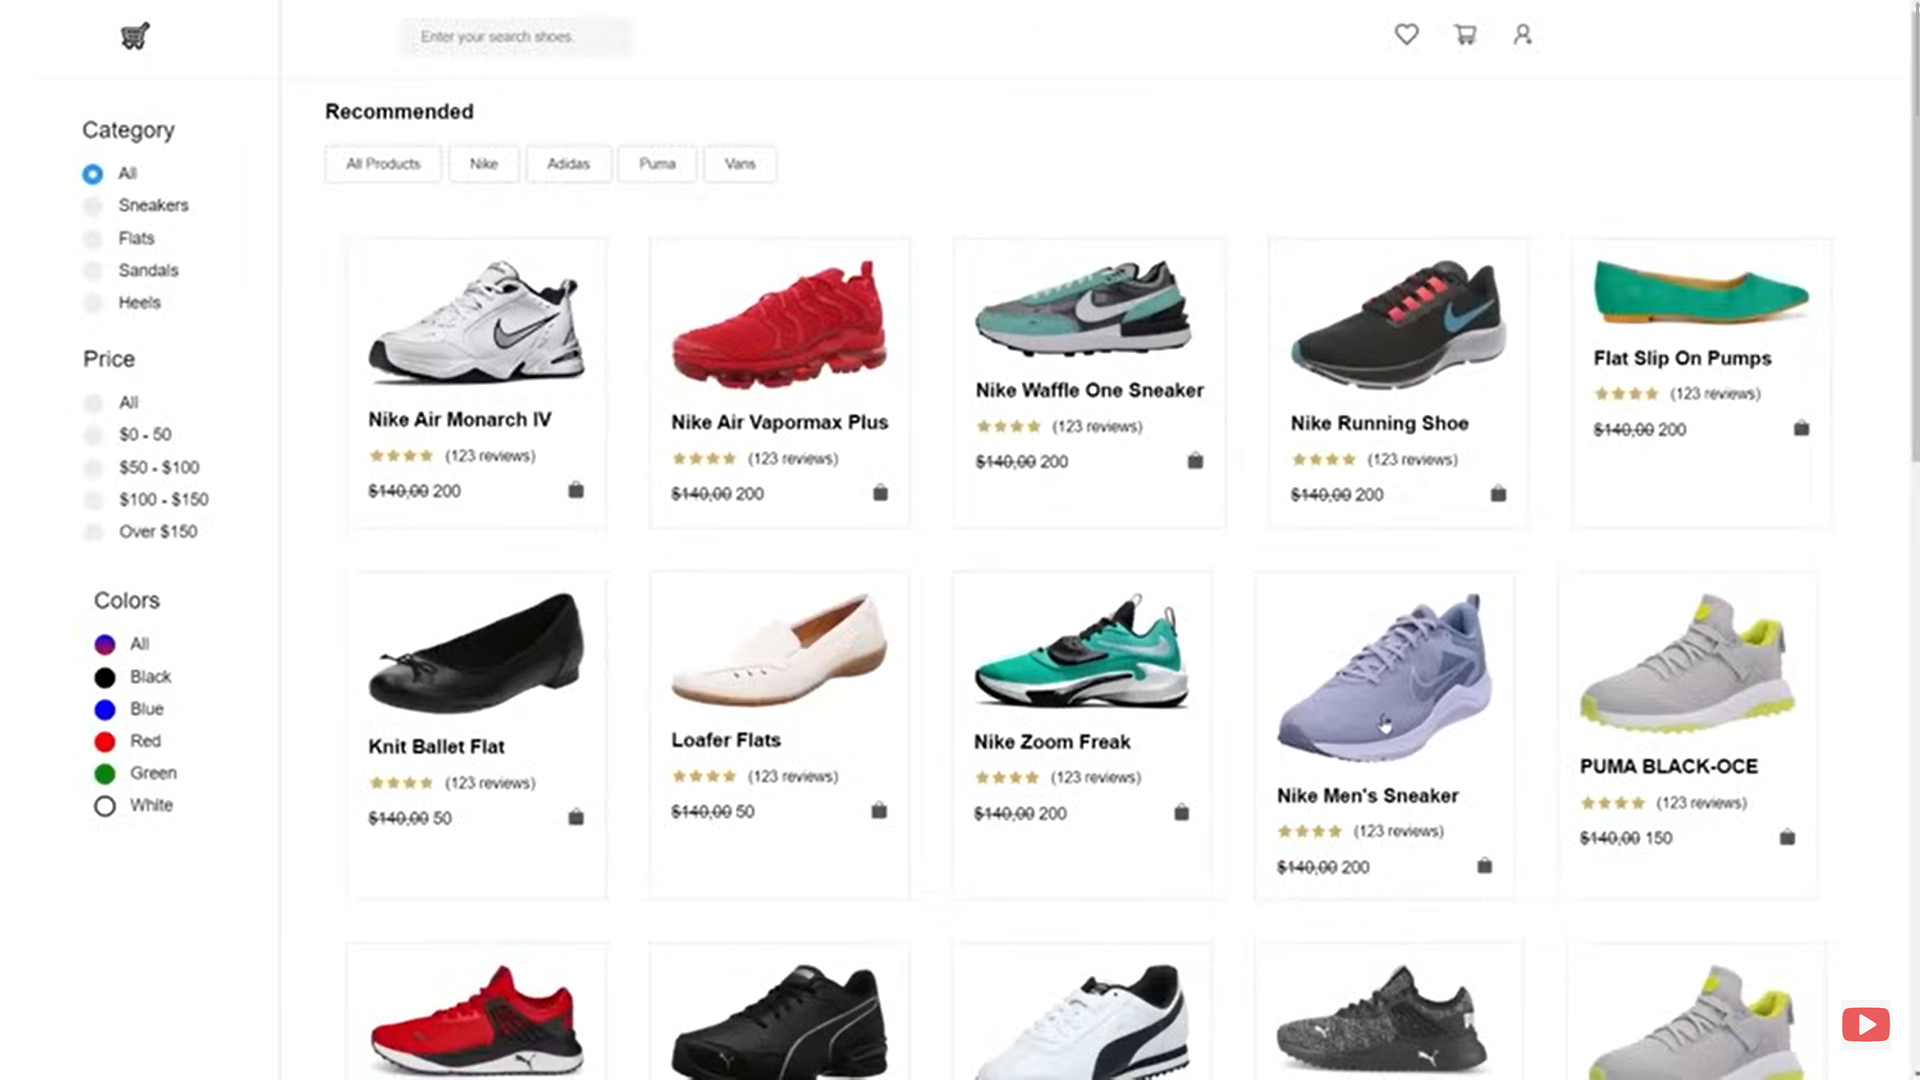 Enter your search shoes.
Category
All
Sneakers
Flats
Sandals
Heels
Price
All
$0 - 50
$50 - $100
$100 - $150
Over $150
Colors
All
Black
Blue
Red
Green
White
Recommended
All Products Nike Adidas Puma Vans
Nike Air Monarch IV
(123 reviews)
$140,00 200
Nike Air Vapormax Plus
(123 reviews)
$140,00 200
Nike Waffle One Sneaker
(123 reviews)
$140,00 200
Nike Running Shoe
(123 reviews)
$140,00 200
Flat Slip On Pumps
(123 reviews)
$140,00 200
Knit Ballet Flat
(123 reviews)
$140,00 50
Loafer Flats
(123 reviews)
$140,00 50
Nike Zoom Freak
(123 reviews)
$140,00 200
Nike Men's Sneaker
(123 reviews)
$140,00 200
PUMA BLACK-OCE
(123 reviews)
$140,00 150